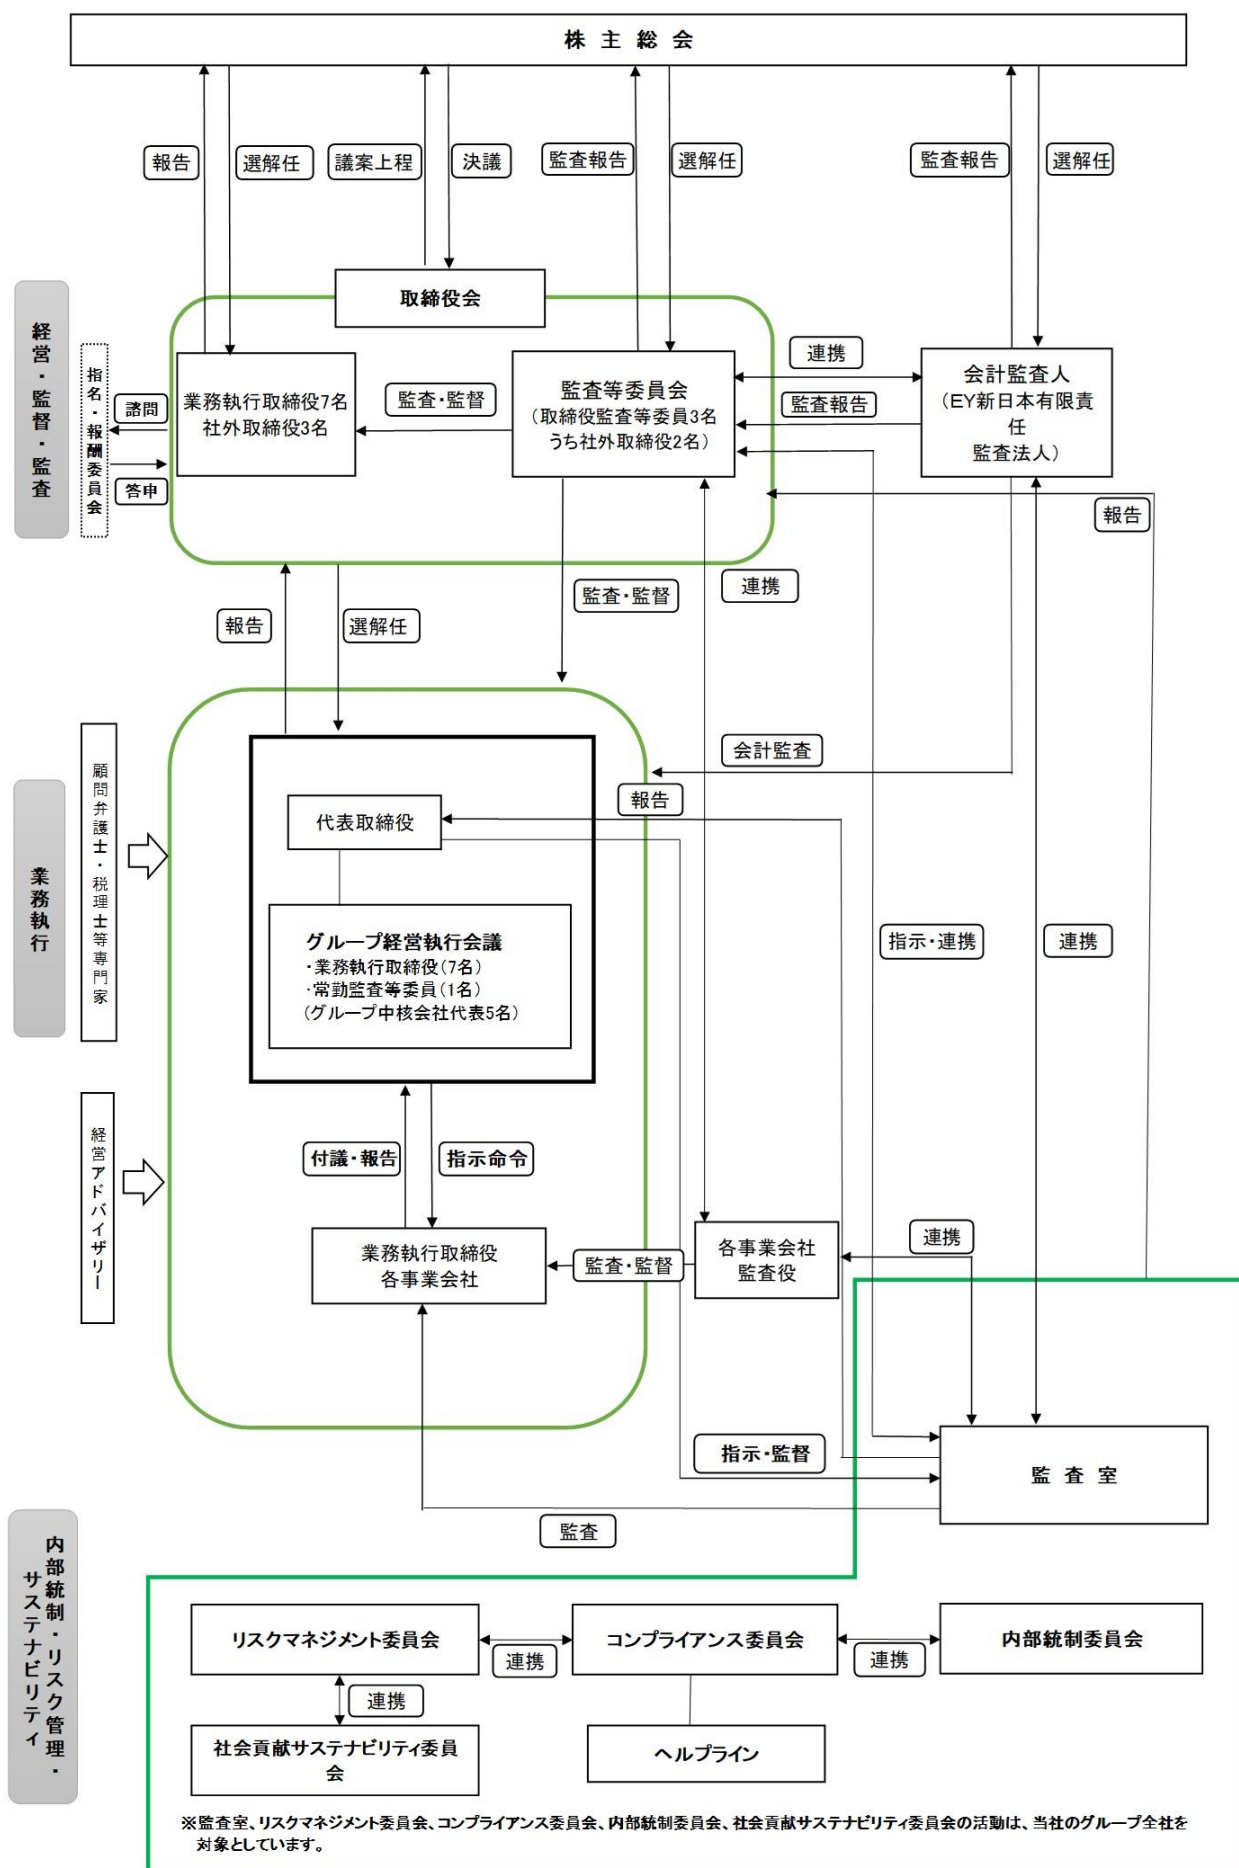 株 主 総 会
報告
選解任
議案上程
決議
監査報告
選解任
監査報告
選解任
経営・監督・監査
取締役会
指名・報酬委員会
諮問
答申
業務執行取締役7名
社外取締役3名
監査・監督
監査等委員会
(取締役監査等委員3名
うち社外取締役2名)
連携
監査報告
会計監査人
(EY新日本有限責
任
監査法人)
報告
報告
選解任
監査・監督
連携
業務執行
顧問弁護士・税理士等専門家
会計監査
報告
代表取締役
グループ経営執行会議
・業務執行取締役(7名)
・常勤監査等委員(1名)
(グループ中核会社代表5名)
指示・連携
連携
経営アドバイザリー
付議・報告
指示命令
業務執行取締役
各事業会社
監査・監督
各事業会社
監査役
連携
指示・監督
監 査 室
監査
内部統制・リスク管理・
サステナビリティ
リスクマネジメント委員会
連携
コンプライアンス委員会
連携
内部統制委員会
連携
社会貢献サステナビリティ委員
会
ヘルプライン
※監査室、リスクマネジメント委員会、コンプライアンス委員会、内部統制委員会、社会貢献サステナビリティ委員会の活動は、当社のグループ全社を
対象としています。